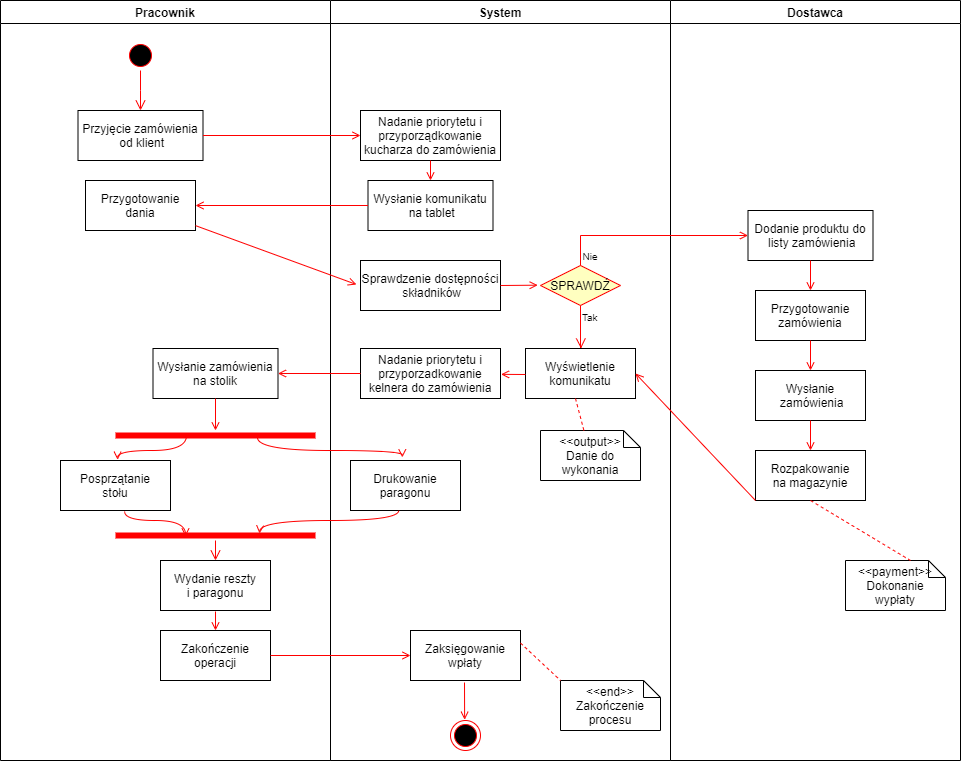 Pracownik
System
Dostawca
Przyjęcie zamówienia
od klient
Nadanie priorytetu i
przyporządkowanie
kucharza do zamówienia
Przygotowanie
dania
Wysłanie komunikatu
na tablet
Dodanie produktu do
listy zamówienia
Nie
Sprawdzenie dostępności
składników
SPRAWDŹ
Tak
Przygotowanie
zamówienia
Wysłanie zamówienia
na stolik
Nadanie priorytetu i
przyporzadkowanie
kelnera do zamówienia
Wyświetlenie
komunikatu
Wysłanie
zamówienia
<<output>>
Danie do
wykonania
Posprzątanie
stołu
Drukowanie
paragonu
Rozpakowanie
na magazynie
Wydanie reszty
i paragonu
<<payment>>
Dokonanie
wypłaty
Zakończenie
operacji
Zaksięgowanie
wpłaty
<<end>>
Zakończenie
procesu